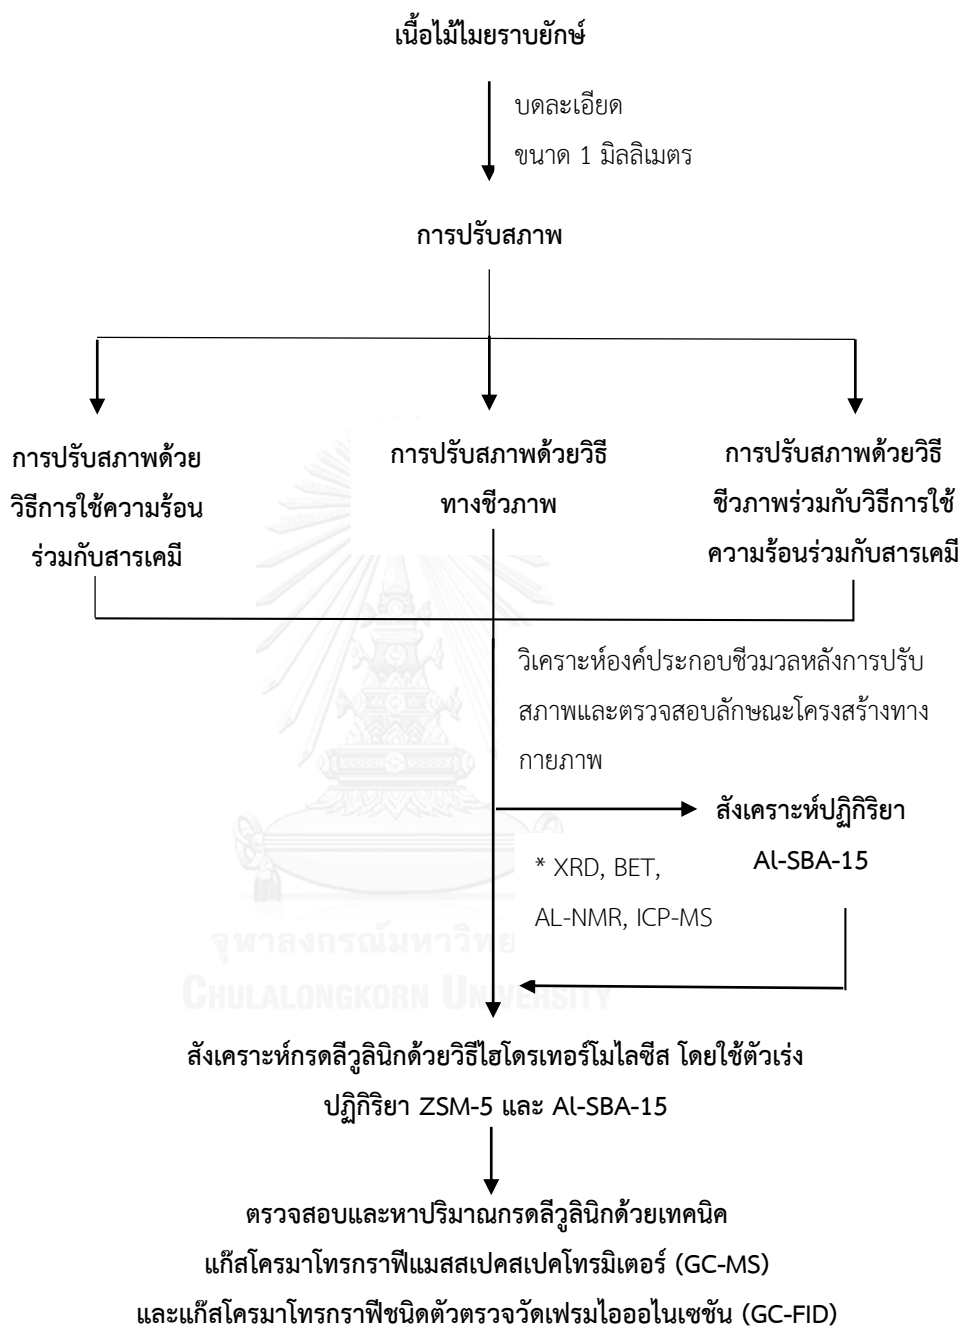 เนื้อไม้ไมยราบยักษ์
บดละเอียด
ขนาด 1 มิลลิเมตร
การปรับสภาพ
การปรับสภาพด้วย
วิธีการใช้ความร้อน
ร่วมกับสารเคมี
การปรับสภาพด้วยวิธี
ทางชีวภาพ
การปรับสภาพด้วยวิธี
ชีวภาพร่วมกับวิธีการใช้
ความร้อนร่วมกับสารเคมี
วิเคราะห์องค์ประกอบชีวมวลหลังการปรับ
สภาพและตรวจสอบลักษณะโครงสร้างทาง
กายภาพ
สังเคราะห์ปฏิกิริยา
Al-SBA-15
* XRD, BET,
AL-NMR, ICP-MS
จุฬาลงกรณ์มหาวิทย
CHULALONGKORN UNIVERSITY
สังเคราะห์กรดลีวูลินิกด้วยวิธีไฮโดรเทอร์โมไลซีส โดยใช้ตัวเร่ง
ปฏิกิริยา ZSM-5 และ Al-SBA-15
ตรวจสอบและหาปริมาณกรดลีวูลินิกด้วยเทคนิค
แก๊สโครมาโทรกราฟีแมสสเปคสเปคโทรมิเตอร์ (GC-MS)
และแก๊สโครมาโทรกราฟีชนิดตัวตรวจวัดเฟรมไอออไนเซชัน (GC-FID)